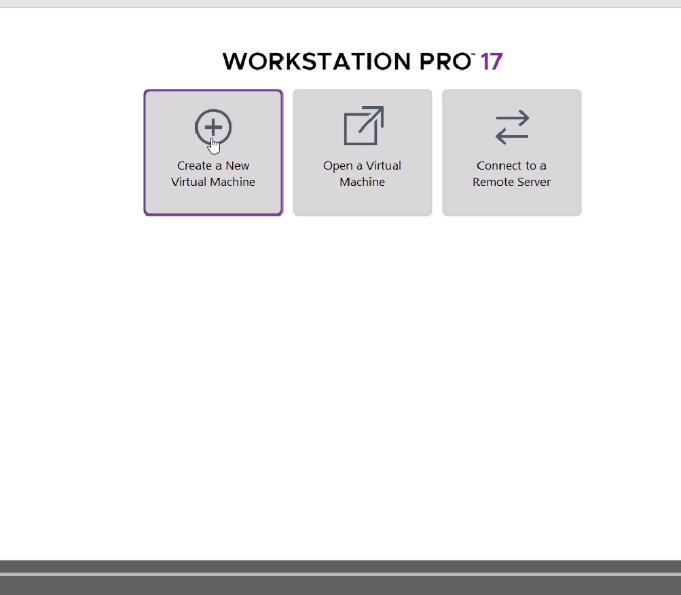 WORKSTATION PRO™ 17
Create a New
Virtual Machine
Open a Virtual
Machine
Connect to a
Remote Server